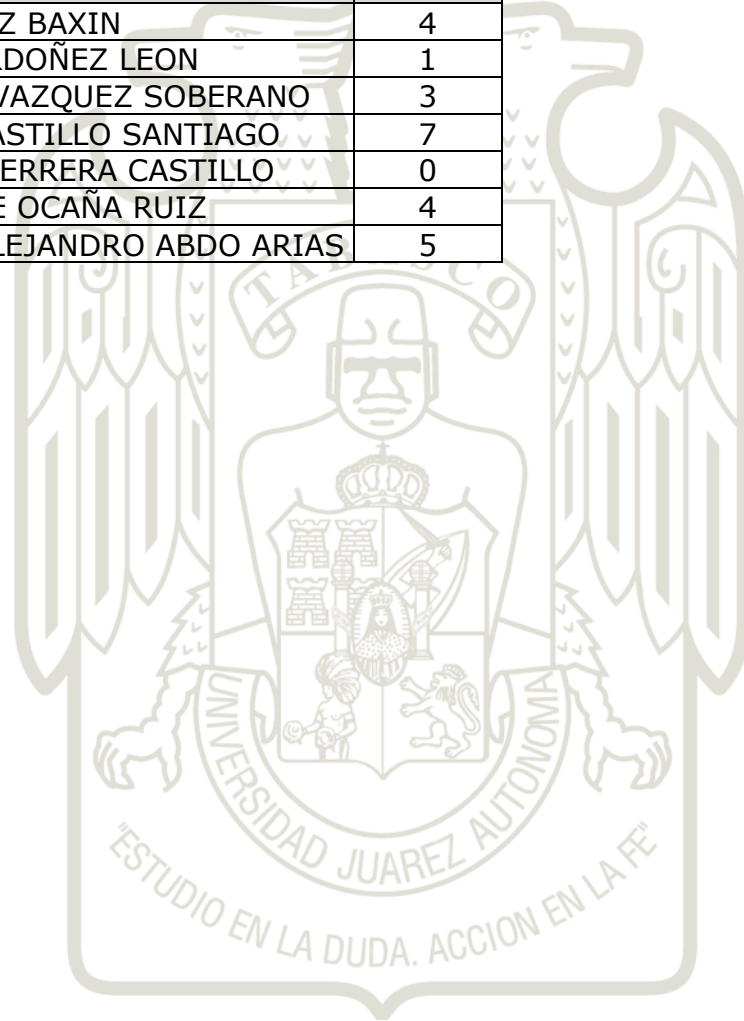 Z BAXIN 4
RDOÑEZ LEON 1
VAZQUEZ SOBERANO 3
ASTILLO SANTIAGO 7
ERRERA CASTILLO 0
E OCAÑA RUIZ 4
LEJANDRO ABDO ARIAS 5
TABASCO
UNIVERSIDAD JUAREZ AUTONOMA
"ESTUDIO EN LA DUDA. ACCION EN LA FE"